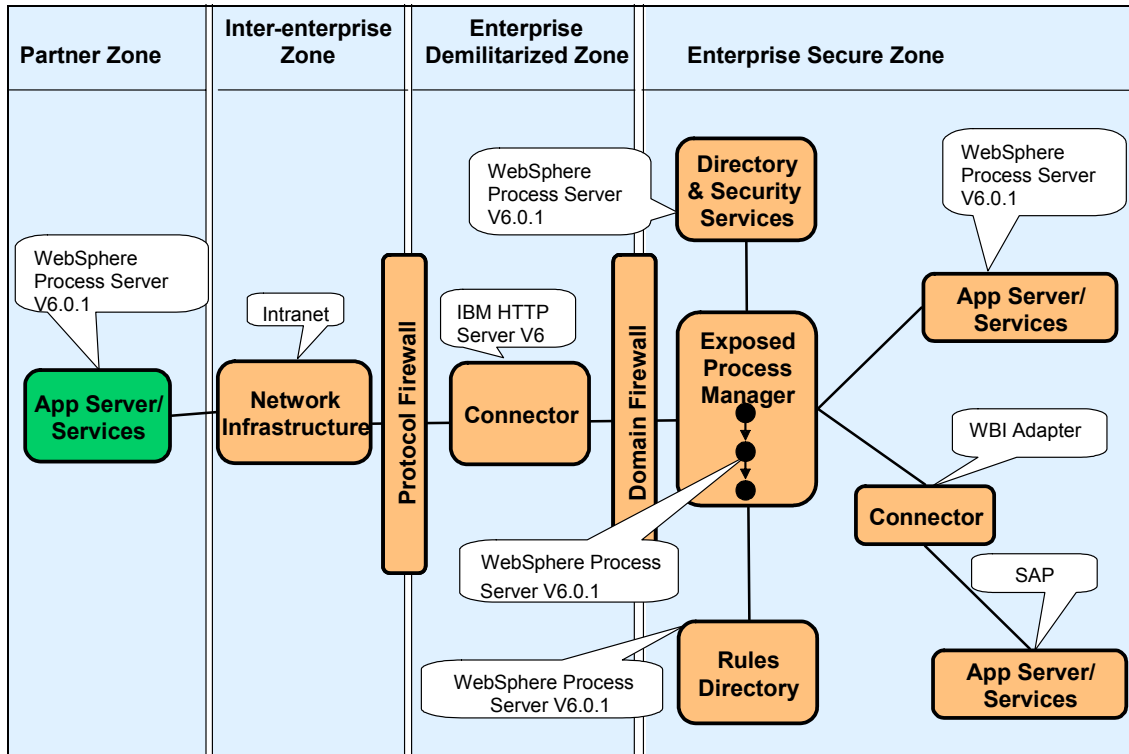 Partner Zone
Inter-enterprise
Zone
Enterprise
Demilitarized Zone
Enterprise Secure Zone
WebSphere
Process Server
V6.0.1
App Server/
Services
Intranet
Network
Infrastructure
Protocol Firewall
IBM HTTP
Server V6
Connector
Domain Firewall
WebSphere
Process Server
V6.0.1
Directory
& Security
Services
Exposed
Process
Manager
WebSphere Process
Server V6.0.1
WebSphere Process
Server V6.0.1
Rules
Directory
WebSphere
Process Server
V6.0.1
App Server/
Services
WBI Adapter
Connector
SAP
App Server/
Services